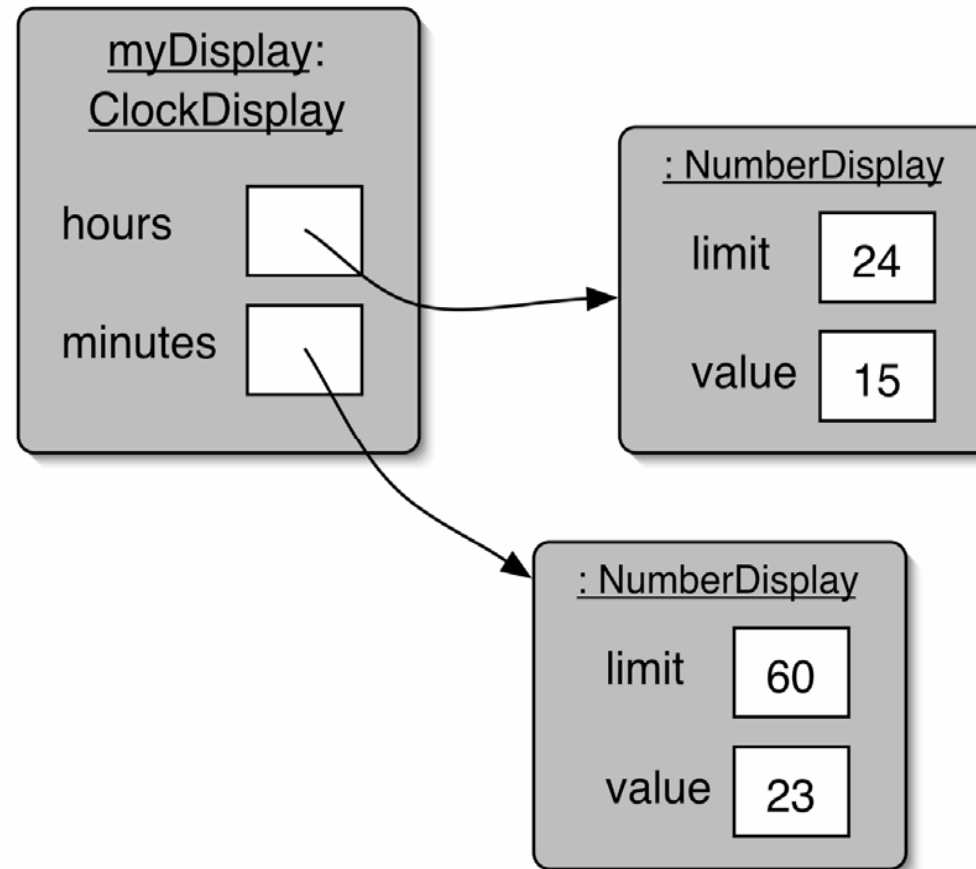 myDisplay:
ClockDisplay
hours
minutes
: NumberDisplay
limit 24
value 15
: NumberDisplay
limit 60
value 23